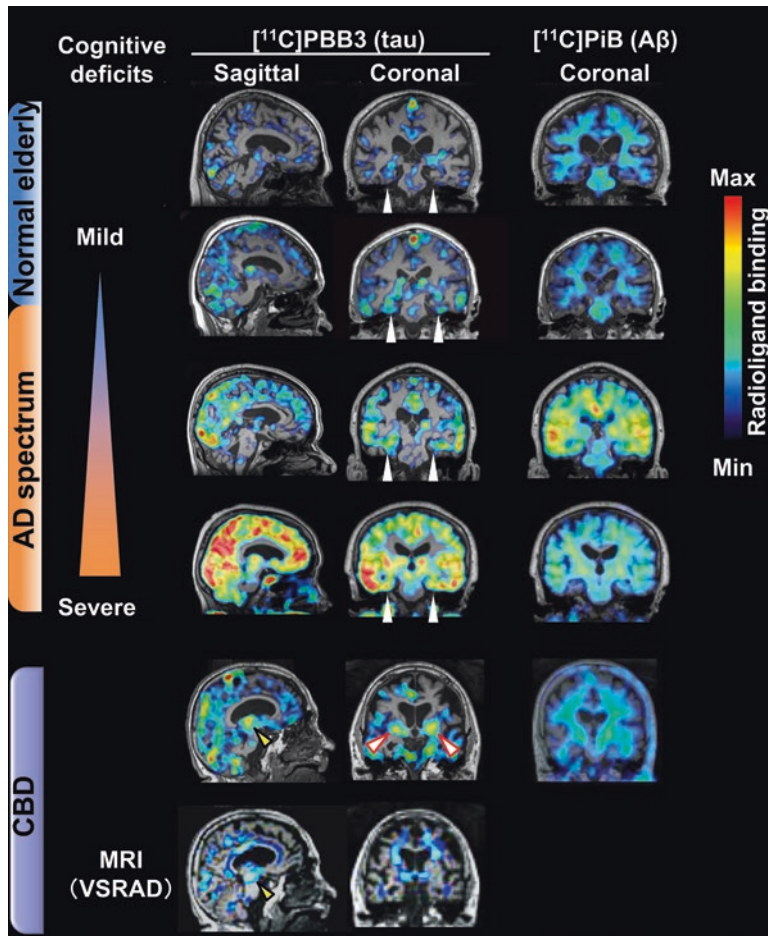 Cognitive
deficits
[¹¹C]PBB3 (tau)
[¹¹C]PiB (Aβ)
Sagittal
Coronal
Coronal
Normal elderly
Mild
AD spectrum
Severe
Max
Radioligand binding
Min
CBD
MRI
(VSRAD)